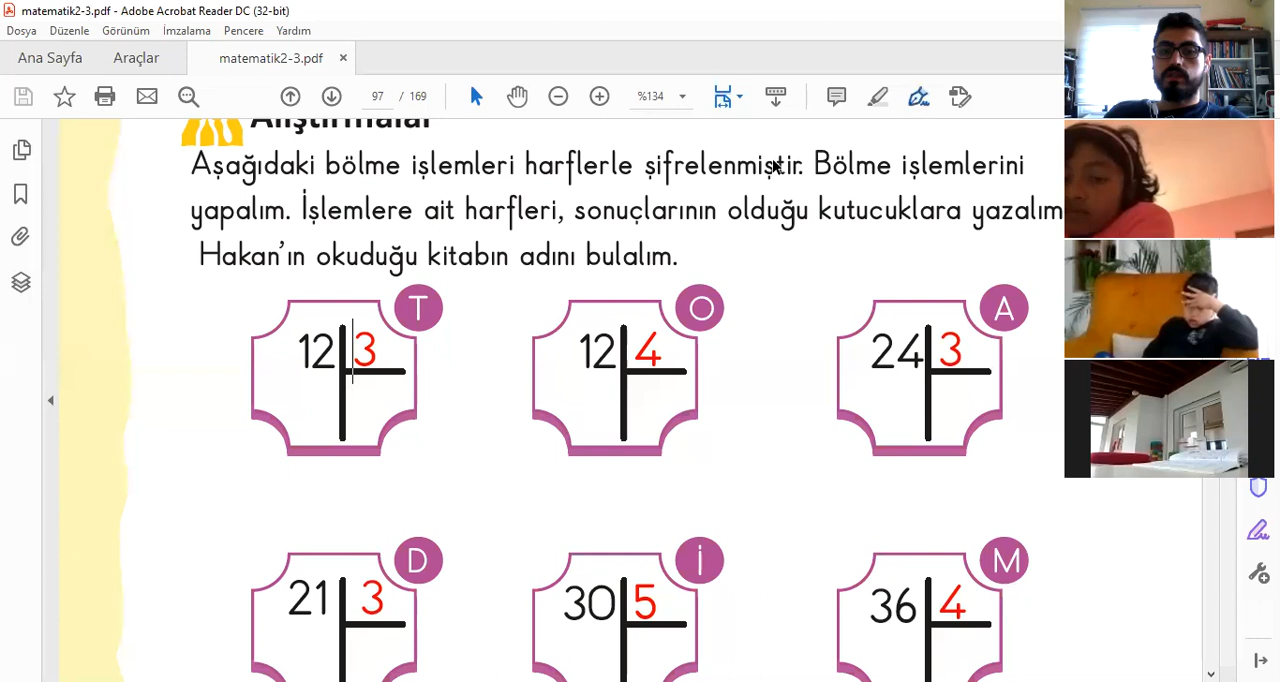 matematik2-3.pdf - Adobe Acrobat Reader DC (32-bit)
Dosya Düzenle Görünüm İmzalama Pencere Yardım
Ana Sayfa Araçlar matematik2-3.pdf ×
97 / 169 %134
Alıştırmalar
Aşağıdaki bölme işlemleri harflerle şifrelenmiştir. Bölme işlemlerini
yapalım. İşlemlere ait harfleri, sonuçlarının olduğu kutucuklara yazalım
Hakan'ın okuduğu kitabın adını bulalım.
T O A
12 3 12 4 24 3
D İ M
21 3 30 5 36 4